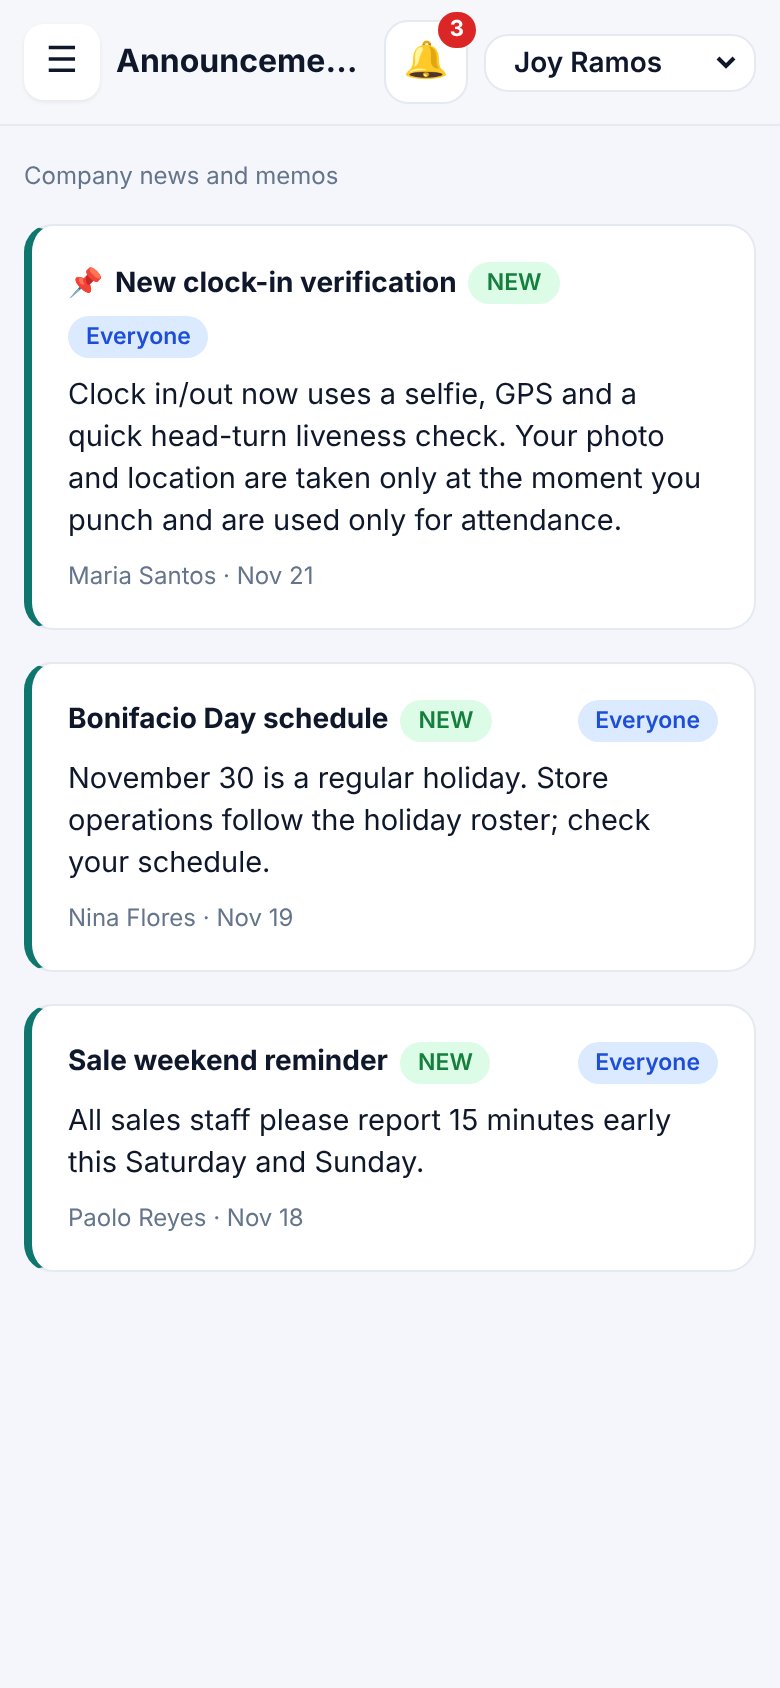 ☰ Announceme... 🔔 3 Joy Ramos
Company news and memos
📌 New clock-in verification NEW
Everyone
Clock in/out now uses a selfie, GPS and a
quick head-turn liveness check. Your photo
and location are taken only at the moment you
punch and are used only for attendance.
Maria Santos · Nov 21
Bonifacio Day schedule NEW Everyone
November 30 is a regular holiday. Store
operations follow the holiday roster; check
your schedule.
Nina Flores · Nov 19
Sale weekend reminder NEW Everyone
All sales staff please report 15 minutes early
this Saturday and Sunday.
Paolo Reyes · Nov 18